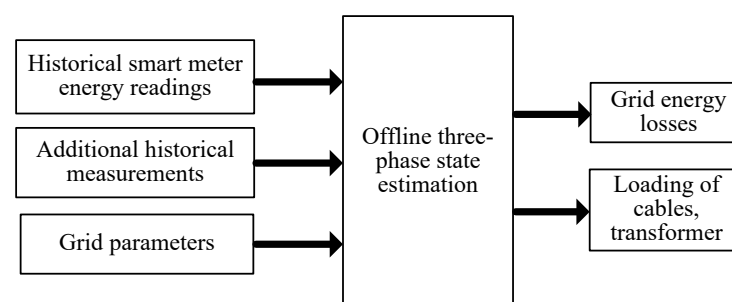 Historical smart meter
energy readings
Additional historical
measurements
Grid parameters
Offline three-
phase state
estimation
Grid energy
losses
Loading of
cables,
transformer